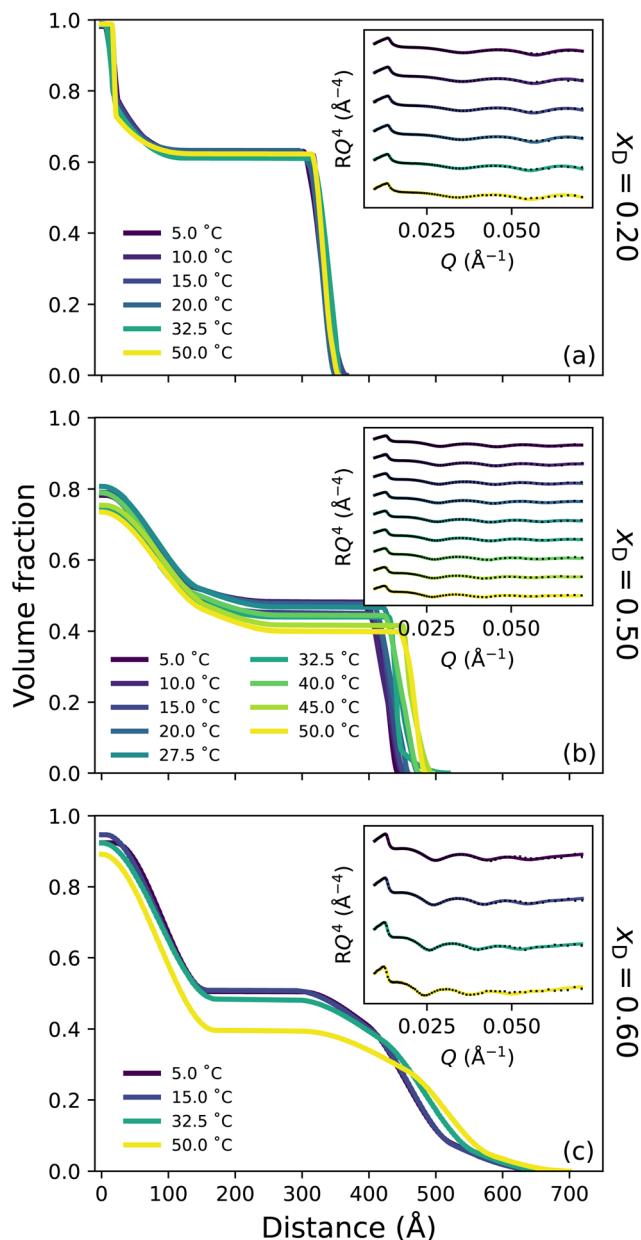 1.0
0.8
0.6
0.4
0.2
0.0
RQ⁴ (Å⁻⁴)
0.025 0.050
Q (Å⁻¹)
5.0 ˚C
10.0 ˚C
15.0 ˚C
20.0 ˚C
32.5 ˚C
50.0 ˚C
(a)
x_D = 0.20
Volume fraction
1.0
0.8
0.6
0.4
0.2
0.0
RQ⁴ (Å⁻⁴)
0.025 0.050
Q (Å⁻¹)
5.0 ˚C 32.5 ˚C
10.0 ˚C 40.0 ˚C
15.0 ˚C 45.0 ˚C
20.0 ˚C 50.0 ˚C
27.5 ˚C
(b)
x_D = 0.50
1.0
0.8
0.6
0.4
0.2
0.0
RQ⁴ (Å⁻⁴)
0.025 0.050
Q (Å⁻¹)
5.0 ˚C
15.0 ˚C
32.5 ˚C
50.0 ˚C
(c)
x_D = 0.60
0 100 200 300 400 500 600 700
Distance (Å)